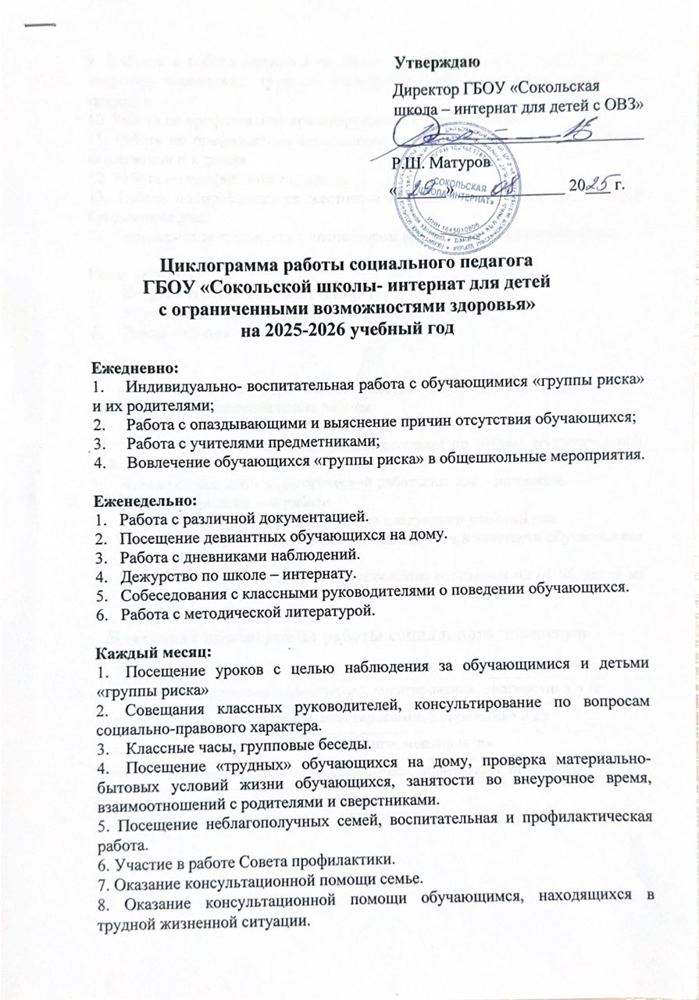 Утверждаю
Директор ГБОУ «Сокольская
школа – интернат для детей с ОВЗ»
Р.Ш. Матуров
« 29 » 08 2025 г.
«СОКОЛЬСКАЯ
ШКОЛА-ИНТЕРНАТ»
ИНН 1645010806
Циклограмма работы социального педагога
ГБОУ «Сокольской школы- интернат для детей
с ограниченными возможностями здоровья»
на 2025-2026 учебный год
Ежедневно:
1. Индивидуально- воспитательная работа с обучающимися «группы риска»
и их родителями;
2. Работа с опаздывающими и выяснение причин отсутствия обучающихся;
3. Работа с учителями предметниками;
4. Вовлечение обучающихся «группы риска» в общешкольные мероприятия.
Еженедельно:
1. Работа с различной документацией.
2. Посещение девиантных обучающихся на дому.
3. Работа с дневниками наблюдений.
4. Дежурство по школе – интернату.
5. Собеседования с классными руководителями о поведении обучающихся.
6. Работа с методической литературой.
Каждый месяц:
1. Посещение уроков с целью наблюдения за обучающимися и детьми
«группы риска»
2. Совещания классных руководителей, консультирование по вопросам
социально-правового характера.
3. Классные часы, групповые беседы.
4. Посещение «трудных» обучающихся на дому, проверка материально-
бытовых условий жизни обучающихся, занятости во внеурочное время,
взаимоотношений с родителями и сверстниками.
5. Посещение неблагополучных семей, воспитательная и профилактическая
работа.
6. Участие в работе Совета профилактики.
7. Оказание консультационной помощи семье.
8. Оказание консультационной помощи обучающимся, находящихся в
трудной жизненной ситуации.